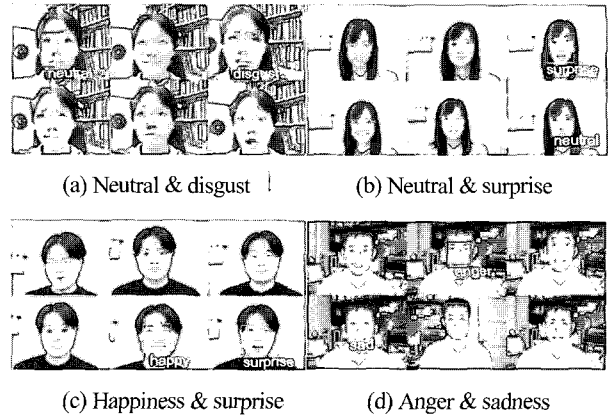 neutral
disgust
surprise
neutral
(a) Neutral & disgust
(b) Neutral & surprise
anger
sad
happy
surprise
(c) Happiness & surprise
(d) Anger & sadness